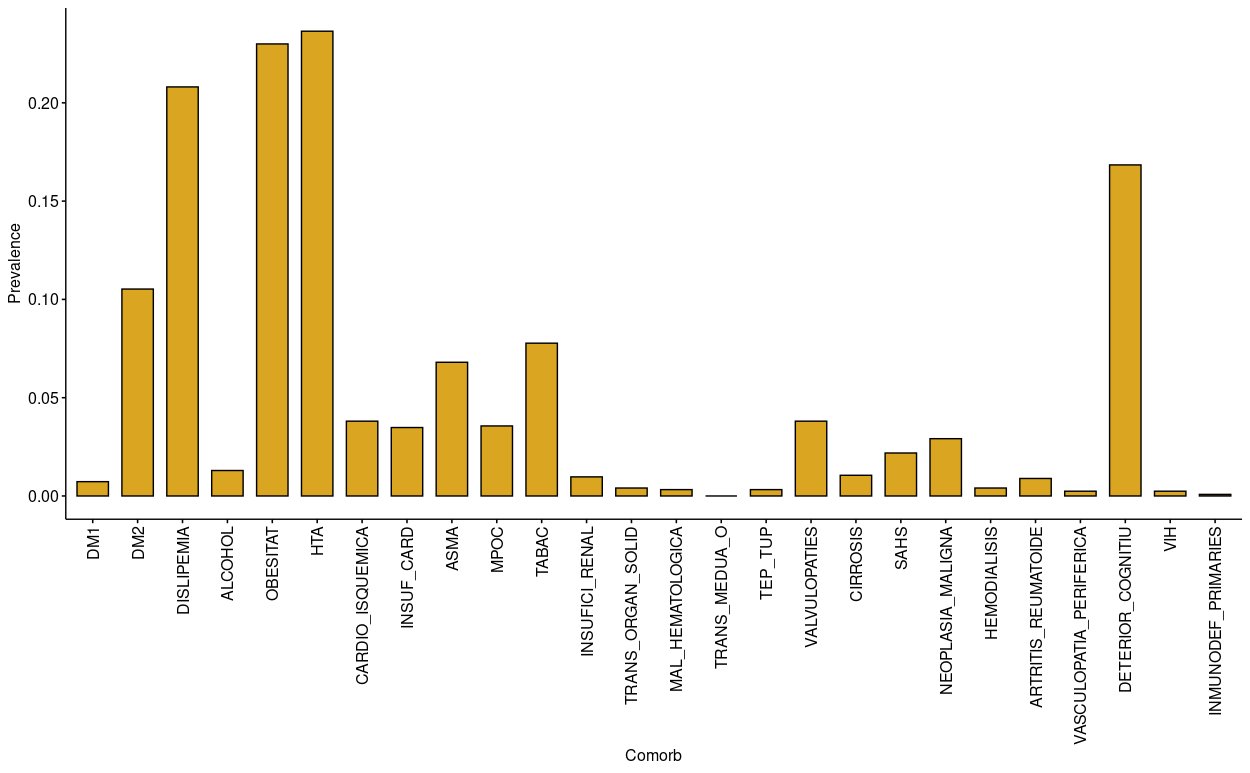 Prevalence
0.20
0.15
0.10
0.05
0.00
DM1
DM2
DISLIPEMIA
ALCOHOL
OBESITAT
HTA
CARDIO_ISQUEMICA
INSUF_CARD
ASMA
MPOC
TABAC
INSUFICI_RENAL
TRANS_ORGAN_SOLID
MAL_HEMATOLOGICA
TRANS_MEDUA_O
TEP_TUP
VALVULOPATIES
CIRROSIS
SAHS
NEOPLASIA_MALIGNA
HEMODIALISIS
ARTRITIS_REUMATOIDE
VASCULOPATIA_PERIFERICA
DETERIOR_COGNITIU
VIH
INMUNODEF_PRIMARIES
Comorb